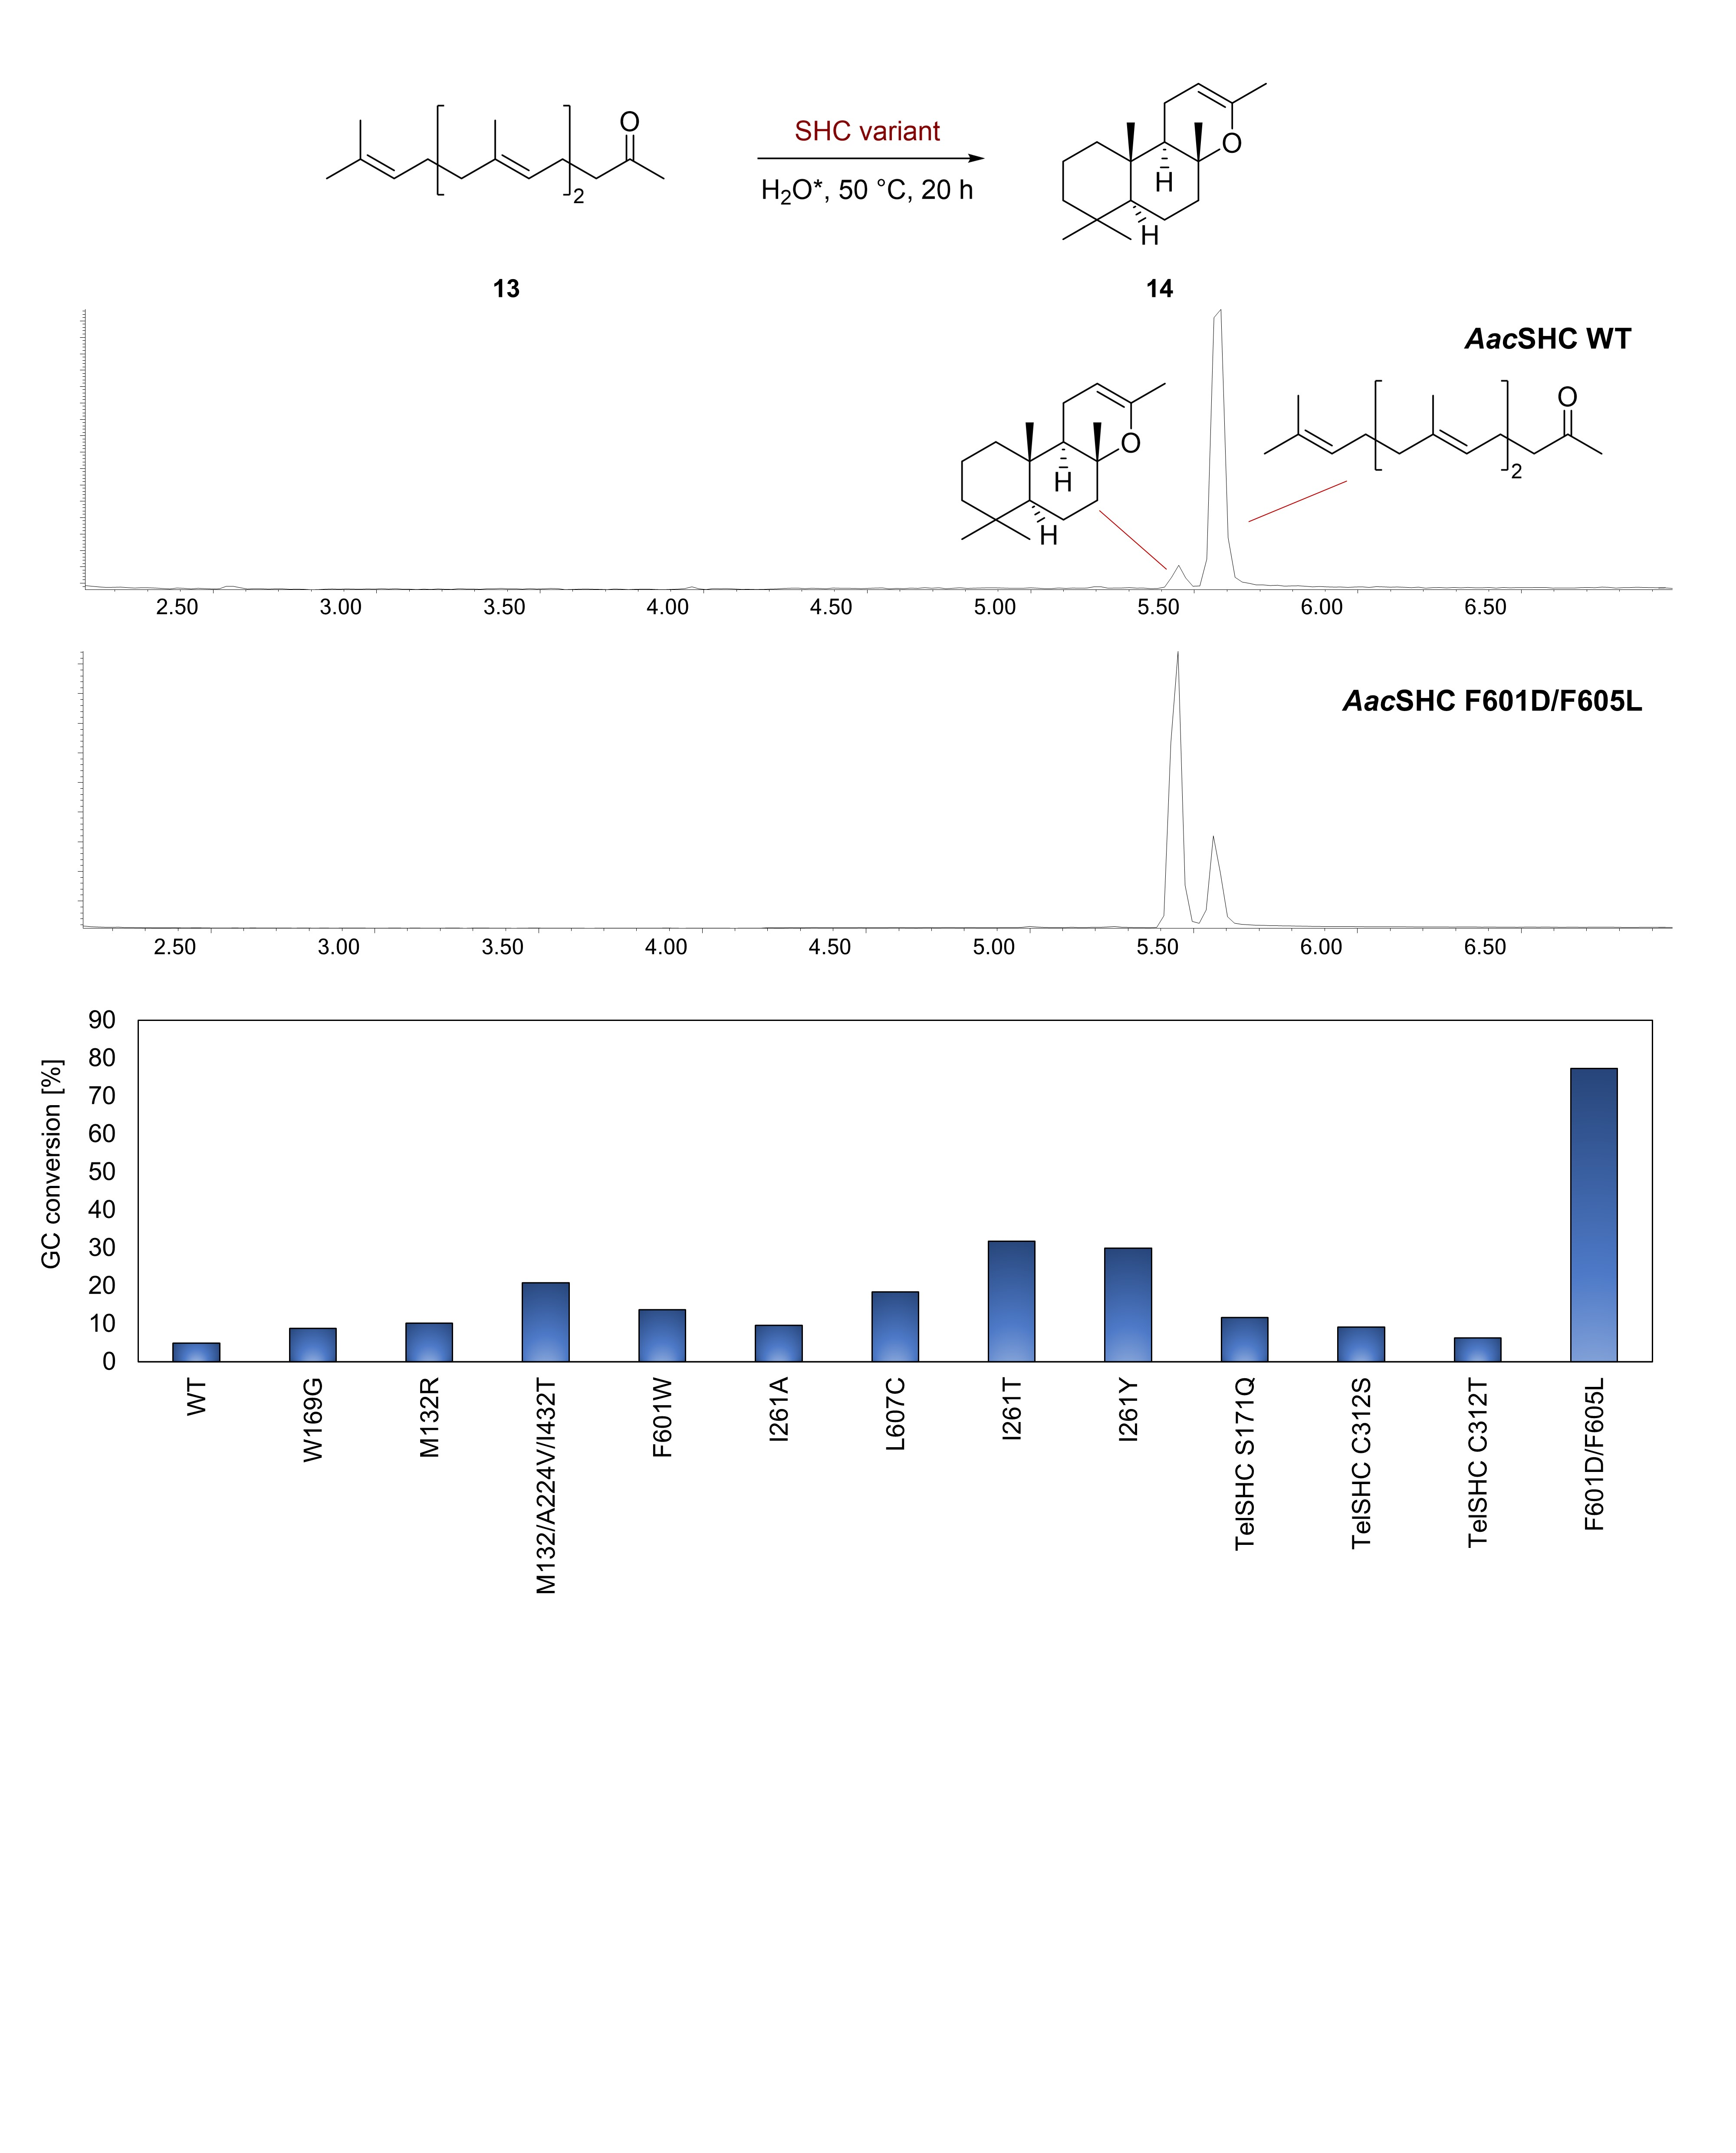 O
2
SHC variant
H₂O*, 50 °C, 20 h
O
H
H
13
14
AacSHC WT
O
H
H
O
2
2.50 3.00 3.50 4.00 4.50 5.00 5.50 6.00 6.50
AacSHC F601D/F605L
2.50 3.00 3.50 4.00 4.50 5.00 5.50 6.00 6.50
GC conversion [%]
90
80
70
60
50
40
30
20
10
0
WT
W169G
M132R
M132/A224V/I432T
F601W
I261A
L607C
I261T
I261Y
TelSHC S171Q
TelSHC C312S
TelSHC C312T
F601D/F605L